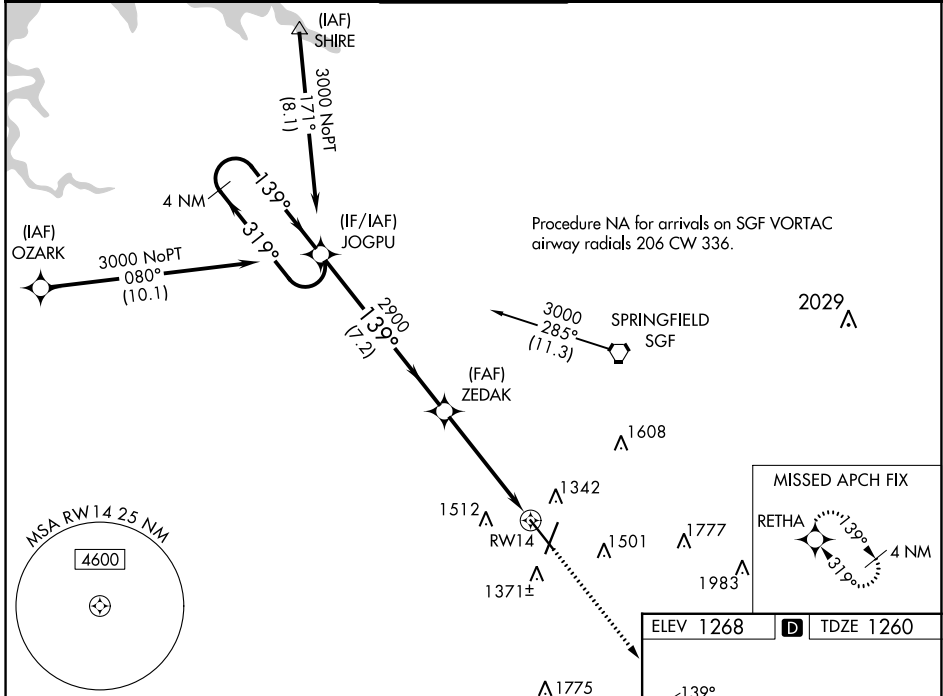 (IAF)
SHIRE
3000 NoPT
171°
(8.1)
4 NM
139°
319°
(IF/IAF)
JOGPU
(IAF)
OZARK
3000 NoPT
080°
(10.1)
Procedure NA for arrivals on SGF VORTAC
airway radials 206 CW 336.
2900
139°
(7.2)
3000
285°
(11.3)
SPRINGFIELD
SGF
2029
(FAF)
ZEDAK
1608
1342
1512
RW14
1501
1777
1371±
1983
MISSED APCH FIX
RETHA
139°
319°
4 NM
MSA RW14 25 NM
4600
ELEV 1268 D TDZE 1260
1775
139°